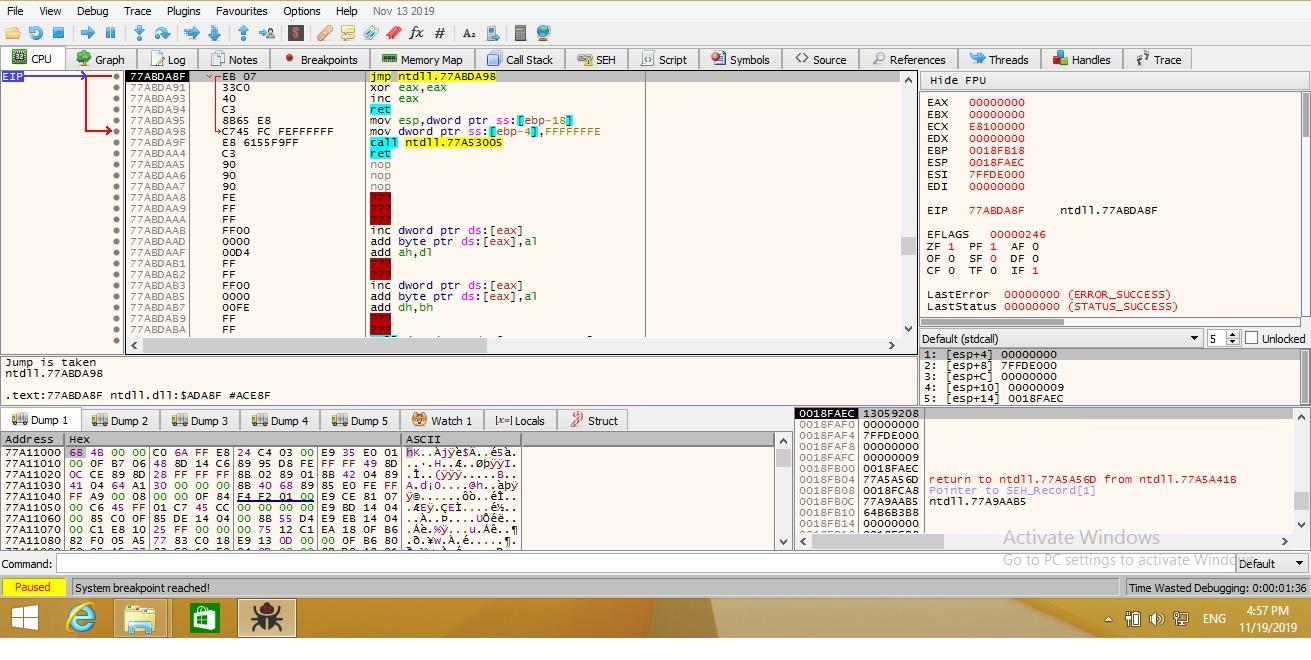 File View Debug Trace Plugins Favourites Options Help Nov 13 2019
CPU Graph Log Notes Breakpoints Memory Map Call Stack SEH Script Symbols Source References Threads Handles Trace
EIP
77ABDA8F EB 07 jmp ntdll.77ABDA98
77ABDA91 33C0 xor eax,eax
77ABDA93 40 inc eax
77ABDA94 C3 ret
77ABDA95 8B65 E8 mov esp,dword ptr ss:[ebp-18]
77ABDA98 C745 FC FEFFFFFF mov dword ptr ss:[ebp-4],FFFFFFFE
77ABDA9F E8 6155F9FF call ntdll.77A53005
77ABDAA4 C3 ret
77ABDAA5 90 nop
77ABDAA6 90 nop
77ABDAA7 90 nop
77ABDAA8 FE ???
77ABDAA9 FF ???
77ABDAAA FF ???
77ABDAAB FF00 inc dword ptr ds:[eax]
77ABDAAD 0000 add byte ptr ds:[eax],al
77ABDAAF 00D4 add ah,dl
77ABDAB1 FF ???
77ABDAB2 FF ???
77ABDAB3 FF00 inc dword ptr ds:[eax]
77ABDAB5 0000 add byte ptr ds:[eax],al
77ABDAB7 00FE add dh,bh
77ABDAB9 FF ???
77ABDABA FF ???
Hide FPU
EAX 00000000
EBX 00000000
ECX E8100000
EDX 00000000
EBP 0018FB18
ESP 0018FAEC
ESI 7FFDE000
EDI 00000000
EIP 77ABDA8F ntdll.77ABDA8F
EFLAGS 00000246
ZF 1 PF 1 AF 0
OF 0 SF 0 DF 0
CF 0 TF 0 IF 1
LastError 00000000 (ERROR_SUCCESS)
LastStatus 00000000 (STATUS_SUCCESS)
Default (stdcall) 5 Unlocked
1: [esp+4] 00000000
2: [esp+8] 7FFDE000
3: [esp+C] 00000000
4: [esp+10] 00000009
5: [esp+14] 0018FAEC
Jump is taken
ntdll.77ABDA98
.text:77ABDA8F ntdll.dll:$ADA8F #ACE8F
Dump 1 Dump 2 Dump 3 Dump 4 Dump 5 Watch 1 [x=] Locals Struct
Address Hex ASCII
77A11000 68 4B 00 00 C0 6A FF E8 24 C4 03 00 E9 35 E0 01 hK..Àjÿè$Ä..é5à.
77A11010 00 0F B7 06 48 8D 14 C6 89 95 D8 FE FF FF 49 8D
77A11020 0C CE 89 8D 28 FF FF FF 8B 02 89 01 8B 42 04 89
77A11030 41 04 64 A1 30 00 00 00 8B 40 68 89 85 E0 FE FF
77A11040 FF A9 00 08 00 00 0F 84 F4 F2 01 00 E9 CE 81 07
77A11050 00 C6 45 FF 01 C7 45 CC 00 00 00 00 E9 BD 14 04
77A11060 00 85 C0 0F 85 DE 14 04 00 8B 55 D4 E9 EB 14 04
77A11070 00 C1 E8 10 25 FF 00 00 00 75 12 C1 EA 18 0F B6
77A11080 82 F0 05 A5 77 83 C0 18 E9 13 0D 00 00 0F B6 80
0018FAEC 13059208
0018FAF0 00000000
0018FAF4 7FFDE000
0018FAF8 00000000
0018FAFC 00000009
0018FB00 0018FAEC
0018FB04 77A5A56D return to ntdll.77A5A56D from ntdll.77A5A41B
0018FB08 0018FCA8 Pointer to SEH_Record[1]
0018FB0C 77A9AAB5 ntdll.77A9AAB5
0018FB10 64B6B3B8
0018FB14 00000000
Activate Windows
Go to PC settings to activate Windows
Command: Default
Paused System breakpoint reached! Time Wasted Debugging: 0:00:01:36
ENG 4:57 PM
11/19/2019